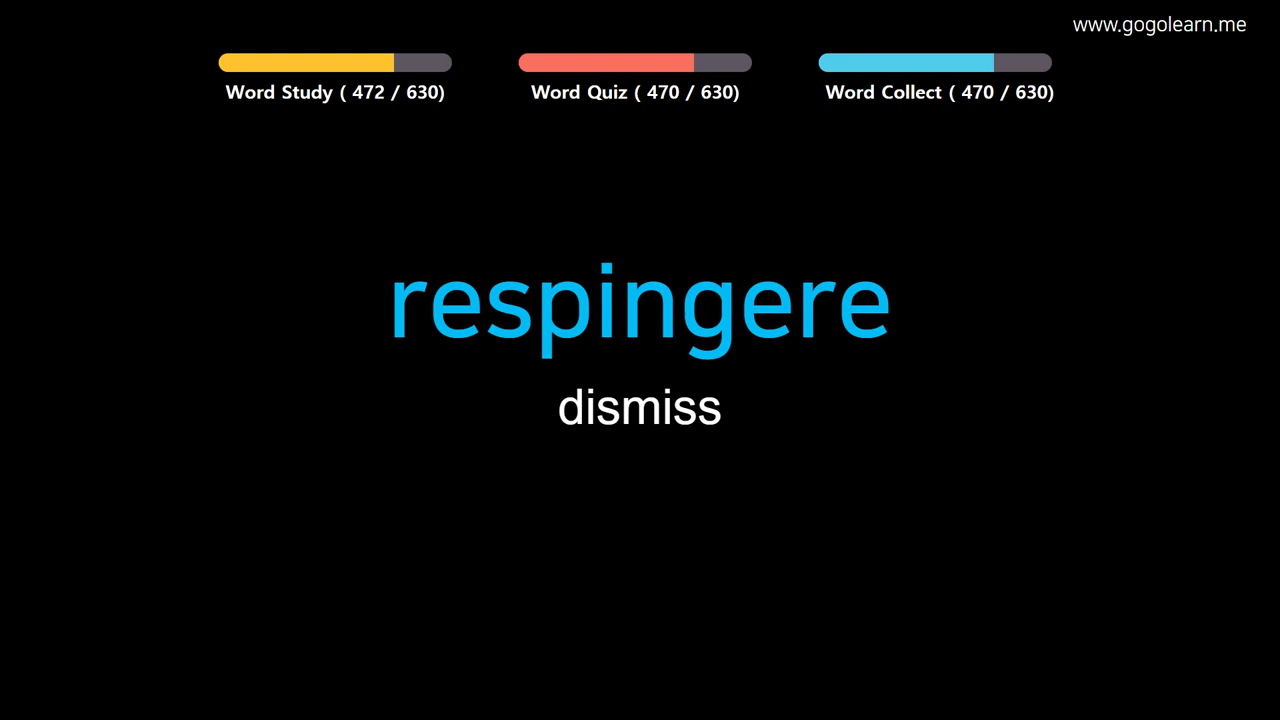 www.gogolearn.me
Word Study ( 472 / 630)
Word Quiz ( 470 / 630)
Word Collect ( 470 / 630)
respingere
dismiss